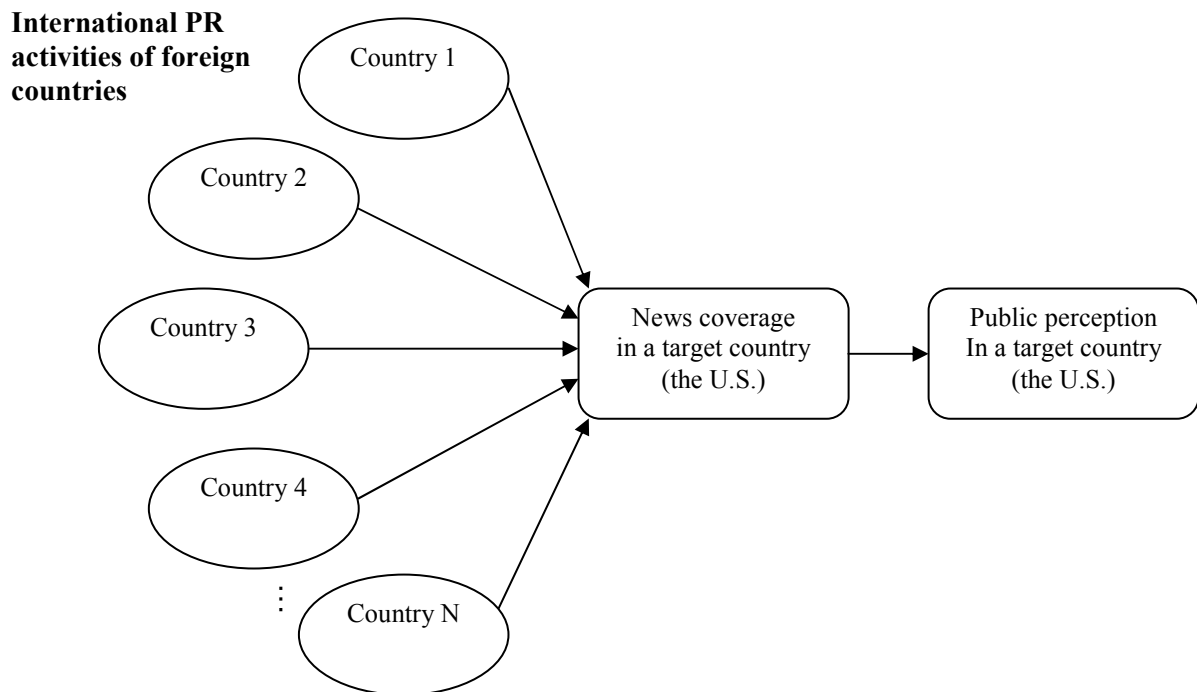 International PR
activities of foreign
countries
Country 1
Country 2
Country 3
Country 4
⋮
Country N
News coverage
in a target country
(the U.S.)
Public perception
In a target country
(the U.S.)